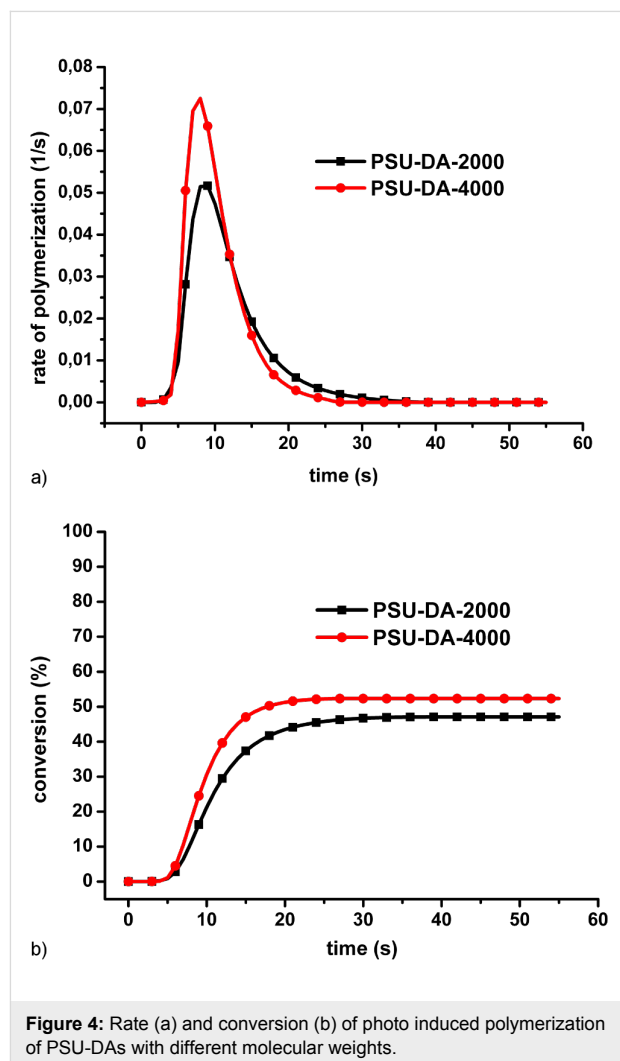 0,08
0,07
0,06
0,05
0,04
0,03
0,02
0,01
0,00
rate of polymerization (1/s)
PSU-DA-2000
PSU-DA-4000
0 10 20 30 40 50 60
a)
time (s)
100
90
80
70
60
50
40
30
20
10
0
conversion (%)
PSU-DA-2000
PSU-DA-4000
0 10 20 30 40 50 60
b)
time (s)
Figure 4: Rate (a) and conversion (b) of photo induced polymerization
of PSU-DAs with different molecular weights.